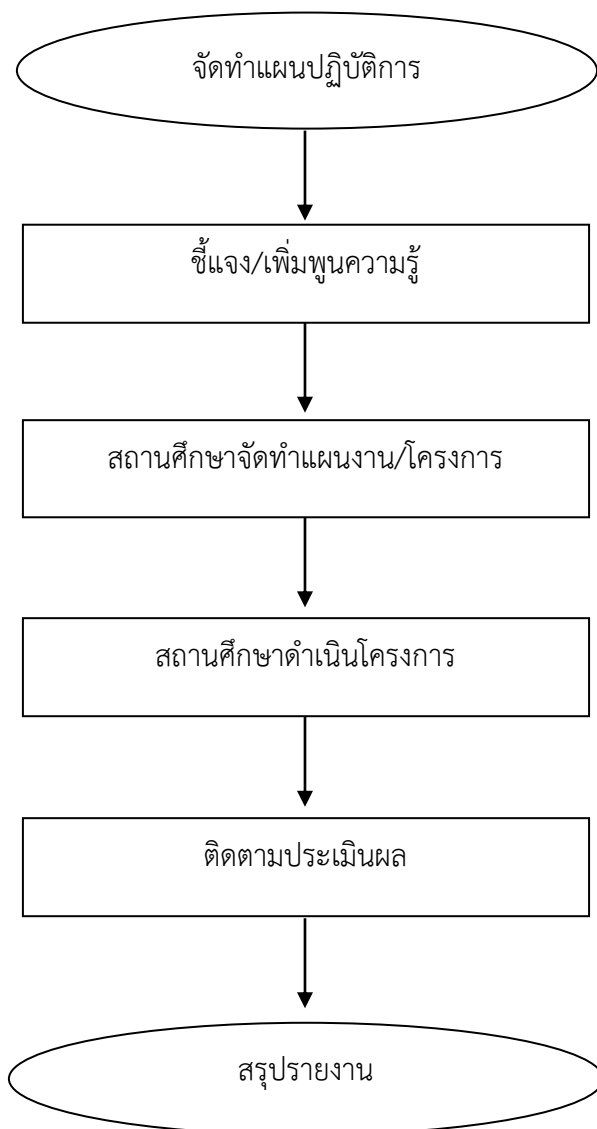 จัดทำแผนปฏิบัติการ
ชี้แจง/เพิ่มพูนความรู้
สถานศึกษาจัดทำแผนงาน/โครงการ
สถานศึกษาดำเนินโครงการ
ติดตามประเมินผล
สรุปรายงาน